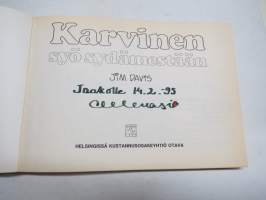 Karvinen
syö sydämestään
JIM DAVIS
Jaakolle 14.2.-95
HELSINGISSÄ KUSTANNUSOSAKEYHTIÖ OTAVA